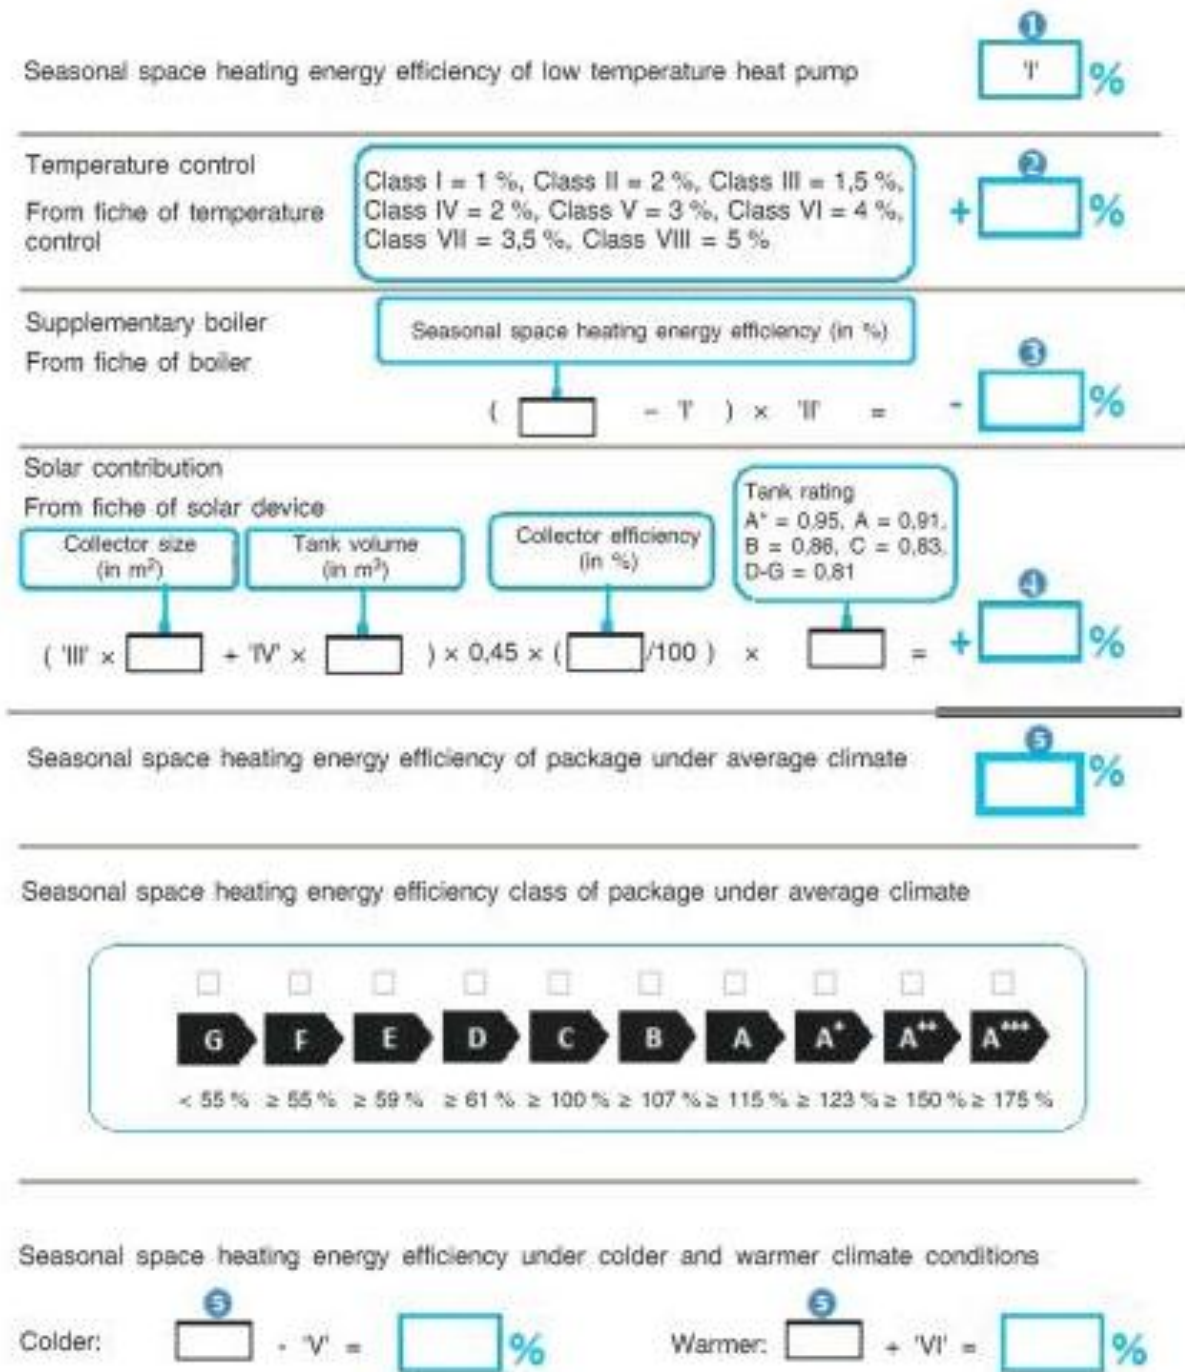 ❶
Seasonal space heating energy efficiency of low temperature heat pump 'I' %
Temperature control
From fiche of temperature
control
Class I = 1 %, Class II = 2 %, Class III = 1,5 %,
Class IV = 2 %, Class V = 3 %, Class VI = 4 %,
Class VII = 3,5 %, Class VIII = 5 %
❷
+ %
Supplementary boiler
From fiche of boiler
Seasonal space heating energy efficiency (in %)
❸
( - 'I' ) × 'II' = - %
Solar contribution
From fiche of solar device
Collector size
(in m²)
Tank volume
(in m³)
Collector efficiency
(in %)
Tank rating
A* = 0,95, A = 0,91,
B = 0,86, C = 0,83,
D-G = 0,81
❹
( 'III' × + 'IV' × ) × 0,45 × ( /100 ) × = + %
❺
Seasonal space heating energy efficiency of package under average climate %
Seasonal space heating energy efficiency class of package under average climate
G F E D C B A A⁺ A⁺⁺ A⁺⁺⁺
< 55 % ≥ 55 % ≥ 59 % ≥ 61 % ≥ 100 % ≥ 107 % ≥ 115 % ≥ 123 % ≥ 150 % ≥ 175 %
Seasonal space heating energy efficiency under colder and warmer climate conditions
❺ ❺
Colder: - 'V' = % Warmer: + 'VI' = %